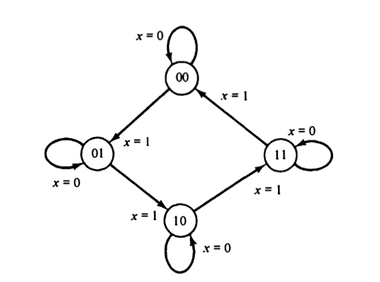 x = 0
00
x = 1
x = 1
x = 0
01
11
x = 0
x = 1
x = 1
10
x = 0